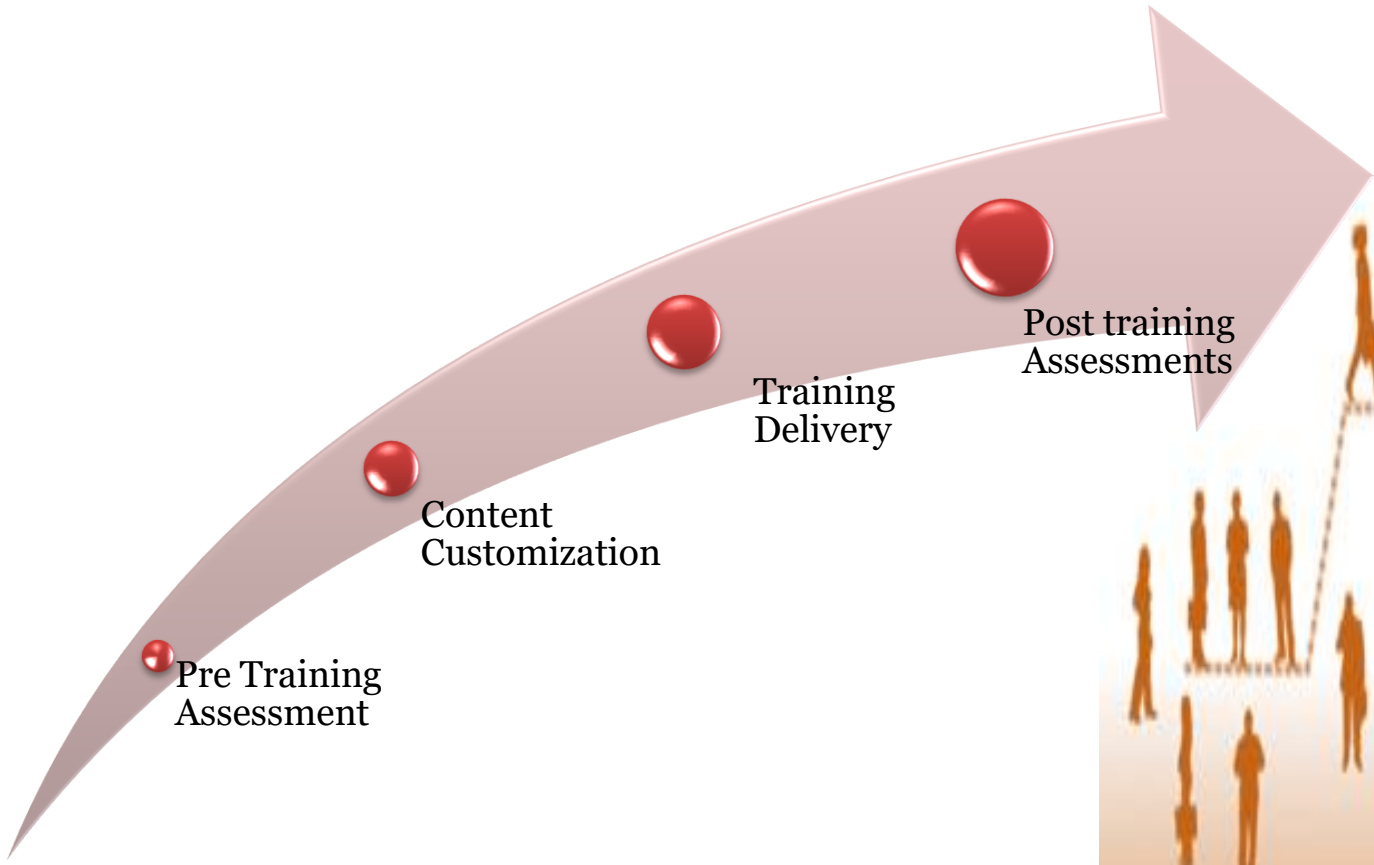 Post training
Assessments
Training
Delivery
Content
Customization
Pre Training
Assessment